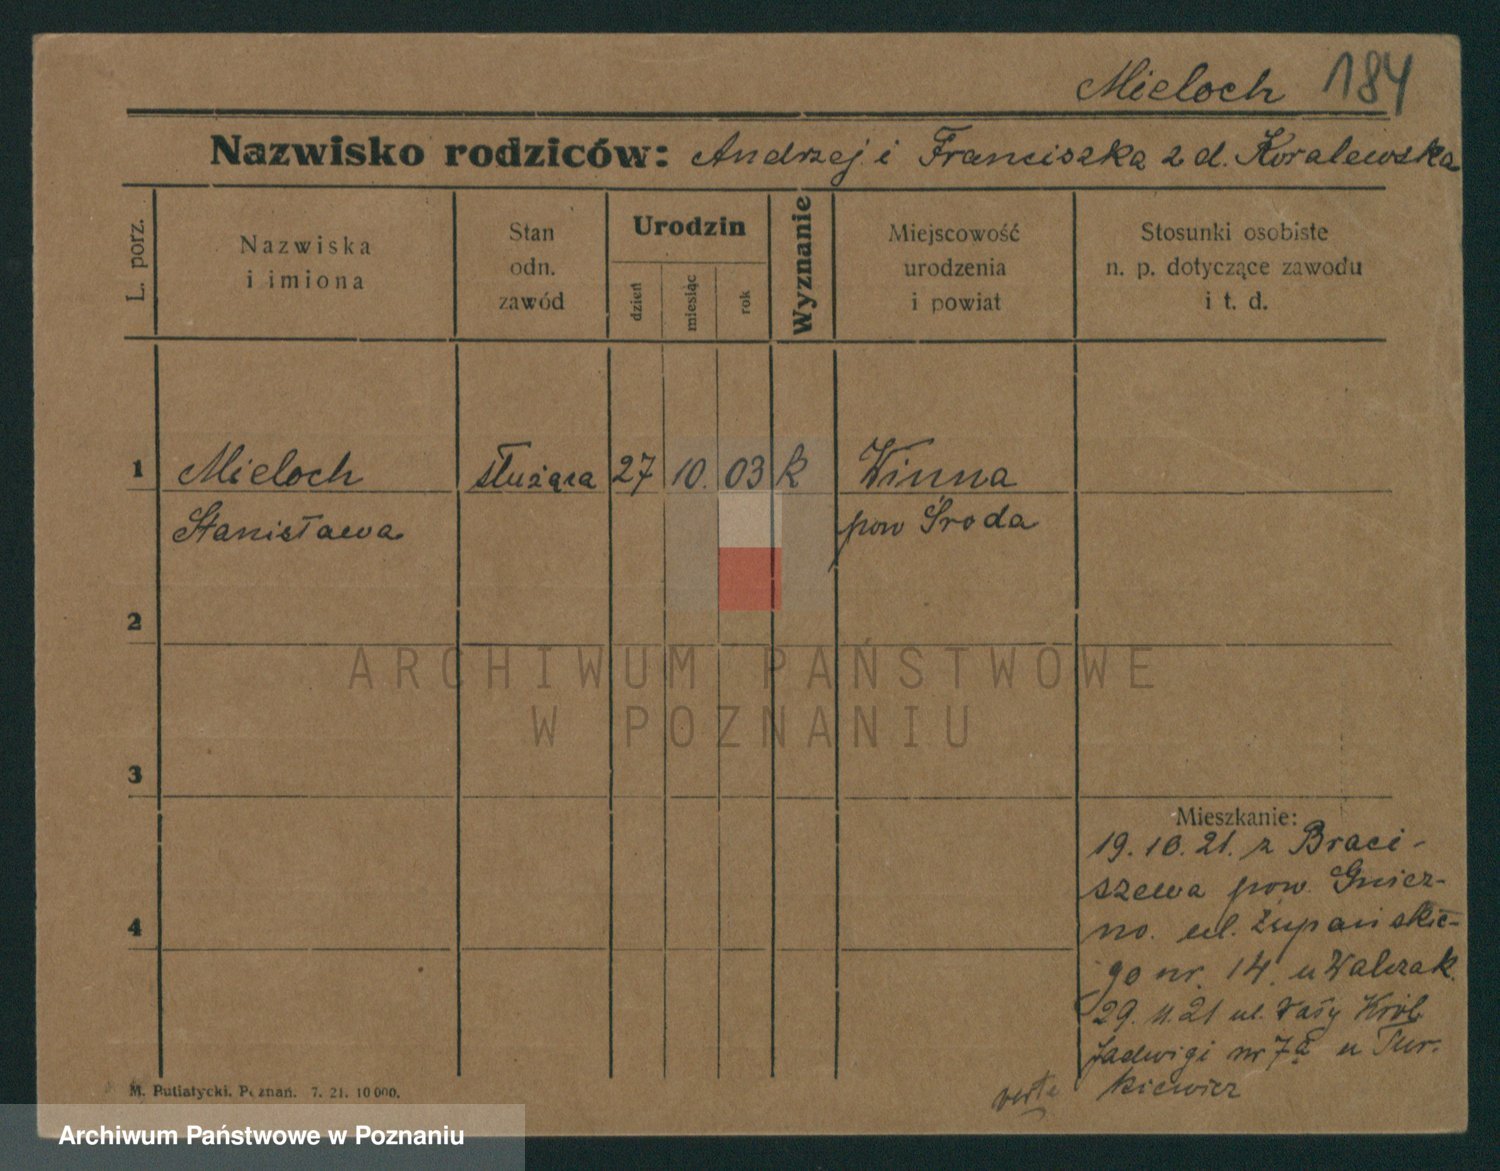 Mieloch 184
Nazwisko rodziców: Andrzej i Franciszka z d. Koralewska
L. porz.
Nazwiska
i imiona
Stan
odn.
zawód
Urodzin
dzień
miesiąc
rok
Wyznanie
Miejscowość
urodzenia
i powiat
Stosunki osobiste
n. p. dotyczące zawodu
i t. d.
1 Mieloch służąca 27 10. 03 k Winna
Stanisława pow Środa
2
3
4
ARCHIWUM PAŃSTWOWE
W POZNANIU
Mieszkanie:
19.10.21. z Braci-
szewa pow. Gniez-
no. ul. Żupańskie-
go nr. 14. u Walczak.
29.11.21 ul. Wały Król.
Jadwigi nr 7a u Tur-
kiewicz
verte
M. Putiatycki, Poznań. 7. 21. 10 000.
Archiwum Państwowe w Poznaniu